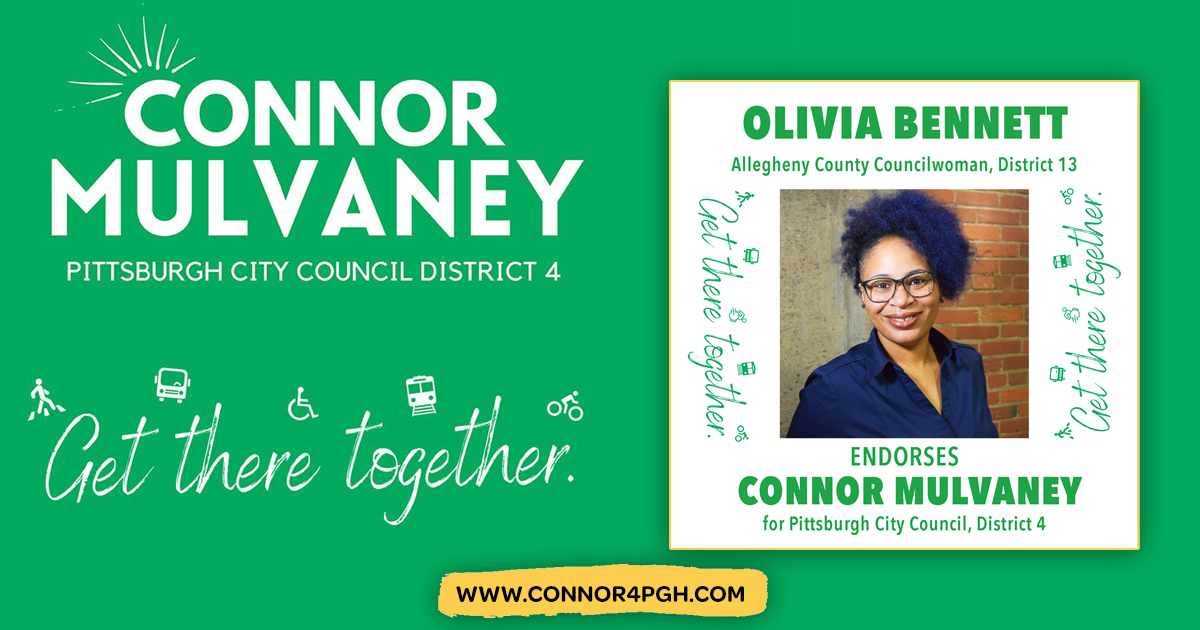 CONNOR
MULVANEY
PITTSBURGH CITY COUNCIL DISTRICT 4
Get there together.
OLIVIA BENNETT
Allegheny County Councilwoman, District 13
Get there together.
Get there together.
ENDORSES
CONNOR MULVANEY
for Pittsburgh City Council, District 4
WWW.CONNOR4PGH.COM